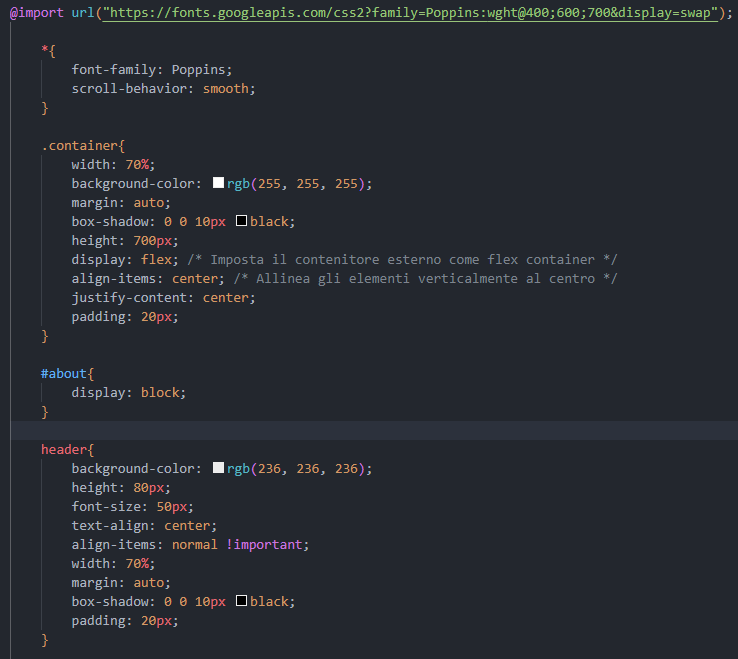 @import url("https://fonts.googleapis.com/css2?family=Poppins:wght@400;600;700&display=swap");
*{
font-family: Poppins;
scroll-behavior: smooth;
}
.container{
width: 70%;
background-color: rgb(255, 255, 255);
margin: auto;
box-shadow: 0 0 10px black;
height: 700px;
display: flex; /* Imposta il contenitore esterno come flex container */
align-items: center; /* Allinea gli elementi verticalmente al centro */
justify-content: center;
padding: 20px;
}
#about{
display: block;
}
header{
background-color: rgb(236, 236, 236);
height: 80px;
font-size: 50px;
text-align: center;
align-items: normal !important;
width: 70%;
margin: auto;
box-shadow: 0 0 10px black;
padding: 20px;
}